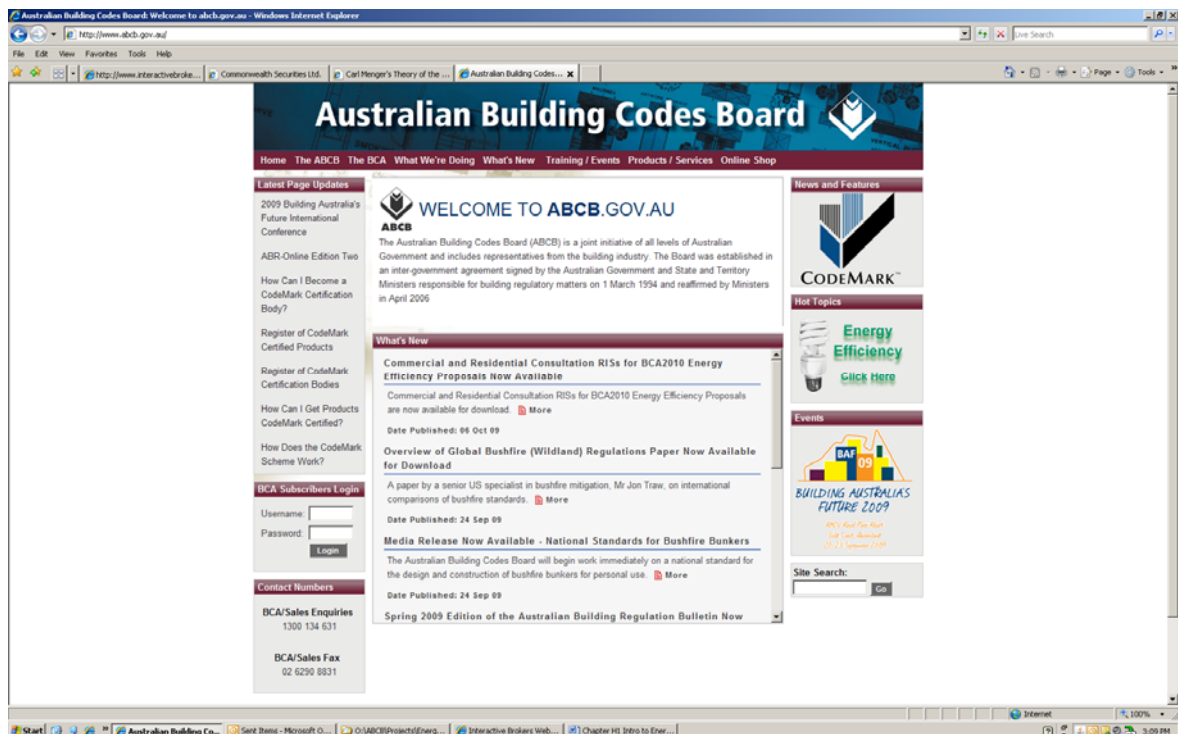 Australian Building Codes Board: Welcome to abcb.gov.au - Windows Internet Explorer
http://www.abcb.gov.au/
Live Search
File Edit View Favorites Tools Help
http://www.interactivebroke... Commonwealth Securities Ltd. Carl Menger's Theory of the ... Australian Building Codes...
Page Tools
Australian Building Codes Board
Home The ABCB The BCA What We're Doing What's New Training / Events Products / Services Online Shop
Latest Page Updates
2009 Building Australia's
Future International
Conference
ABR-Online Edition Two
How Can I Become a
CodeMark Certification
Body?
Register of CodeMark
Certified Products
Register of CodeMark
Certification Bodies
How Can I Get Products
CodeMark Certified?
How Does the CodeMark
Scheme Work?
BCA Subscribers Login
Username:
Password:
Login
Contact Numbers
BCA/Sales Enquiries
1300 134 631
BCA/Sales Fax
02 6290 8831
ABCB
WELCOME TO ABCB.GOV.AU
The Australian Building Codes Board (ABCB) is a joint initiative of all levels of Australian
Government and includes representatives from the building industry. The Board was established in
an inter-government agreement signed by the Australian Government and State and Territory
Ministers responsible for building regulatory matters on 1 March 1994 and reaffirmed by Ministers
in April 2006
What's New
Commercial and Residential Consultation RISs for BCA2010 Energy
Efficiency Proposals Now Available
Commercial and Residential Consultation RISs for BCA2010 Energy Efficiency Proposals
are now available for download. More
Date Published: 06 Oct 09
Overview of Global Bushfire (Wildland) Regulations Paper Now Available
for Download
A paper by a senior US specialist in bushfire mitigation, Mr Jon Traw, on international
comparisons of bushfire standards. More
Date Published: 24 Sep 09
Media Release Now Available - National Standards for Bushfire Bunkers
The Australian Building Codes Board will begin work immediately on a national standard for
the design and construction of bushfire bunkers for personal use. More
Date Published: 24 Sep 09
Spring 2009 Edition of the Australian Building Regulation Bulletin Now
News and Features
CODEMARK™
Hot Topics
Energy
Efficiency
Click Here
Events
BAF
09
BUILDING AUSTRALIA'S
FUTURE 2009
Site Search:
Go
Internet 100%
Start Australian Building Co... Sent Items - Microsoft O... O:\ABCB\Projects\Energ... Interactive Brokers Web... Chapter H1 Intro to Ener... 3:09 PM